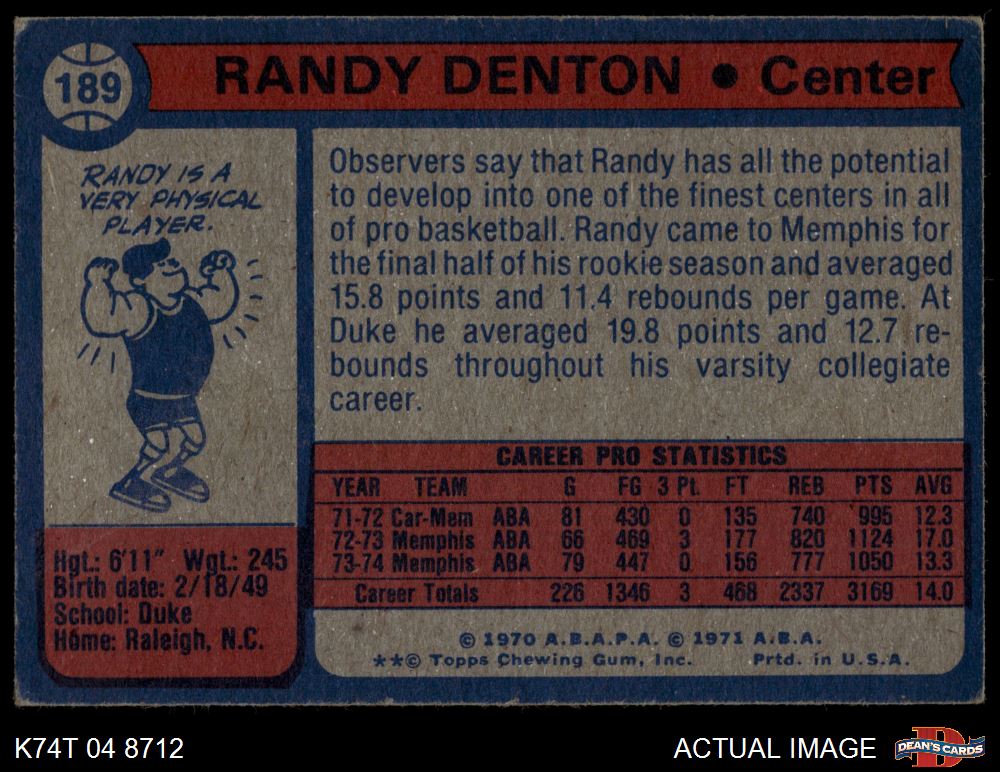 189
RANDY DENTON • Center
RANDY IS A
VERY PHYSICAL
PLAYER.
Observers say that Randy has all the potential
to develop into one of the finest centers in all
of pro basketball. Randy came to Memphis for
the final half of his rookie season and averaged
15.8 points and 11.4 rebounds per game. At
Duke he averaged 19.8 points and 12.7 re-
bounds throughout his varsity collegiate
career.
Hgt.: 6'11" Wgt.: 245
Birth date: 2/18/49
School: Duke
Home: Raleigh, N.C.
CAREER PRO STATISTICS
YEAR TEAM G FG 3 Pt. FT REB PTS AVG
71-72 Car-Mem ABA 81 430 0 135 740 995 12.3
72-73 Memphis ABA 66 469 3 177 820 1124 17.0
73-74 Memphis ABA 79 447 0 156 777 1050 13.3
Career Totals 226 1346 3 468 2337 3169 14.0
© 1970 A.B.A.P.A. © 1971 A.B.A.
**© Topps Chewing Gum, Inc. Prtd. in U.S.A.
K74T 04 8712
ACTUAL IMAGE
D
DEAN'S CARDS